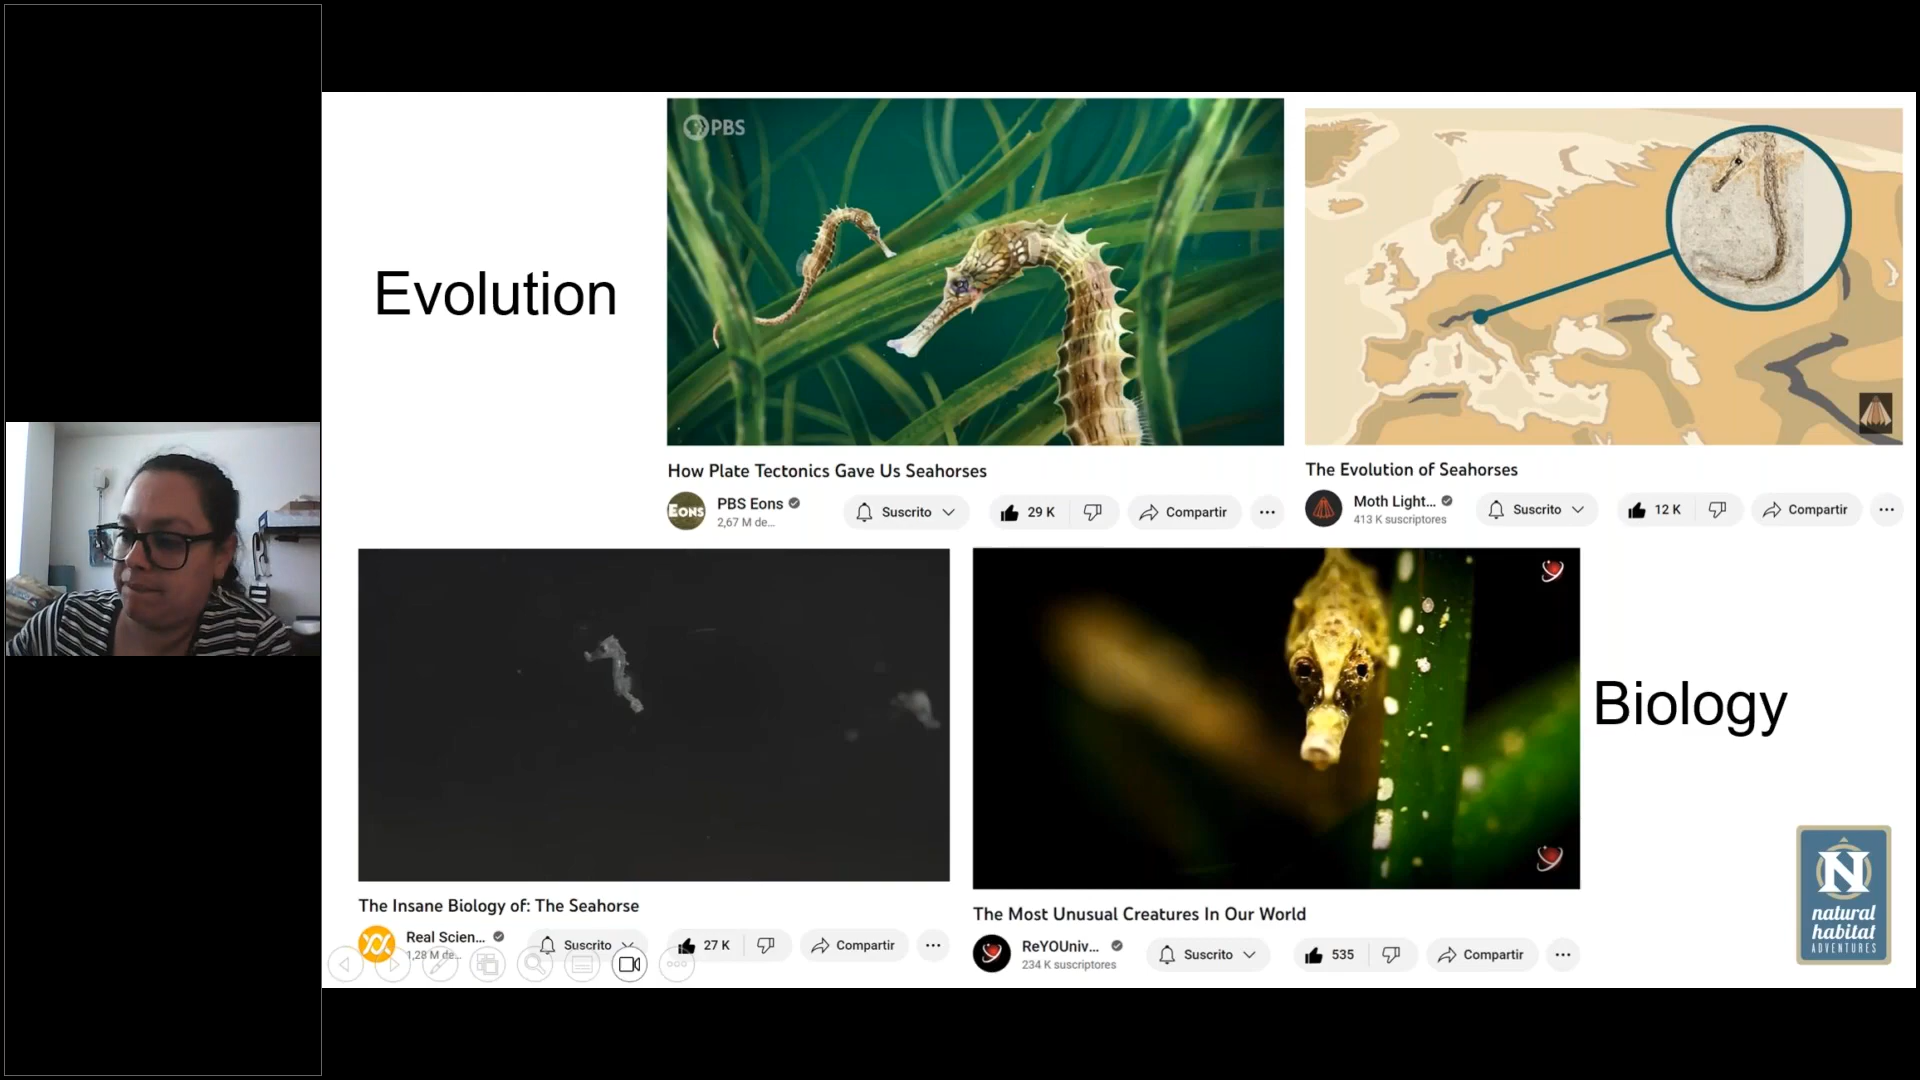 Evolution
PBS
How Plate Tectonics Gave Us Seahorses
EONS
PBS Eons
2,67 M de...
Suscrito
29 K
Compartir
The Evolution of Seahorses
Moth Light...
413 K suscriptores
Suscrito
12 K
Compartir
The Insane Biology of: The Seahorse
Real Scien...
1,28 M de...
Suscrito
27 K
Compartir
The Most Unusual Creatures In Our World
ReYOUniv...
234 K suscriptores
Suscrito
535
Compartir
Biology
N
natural
habitat
ADVENTURES